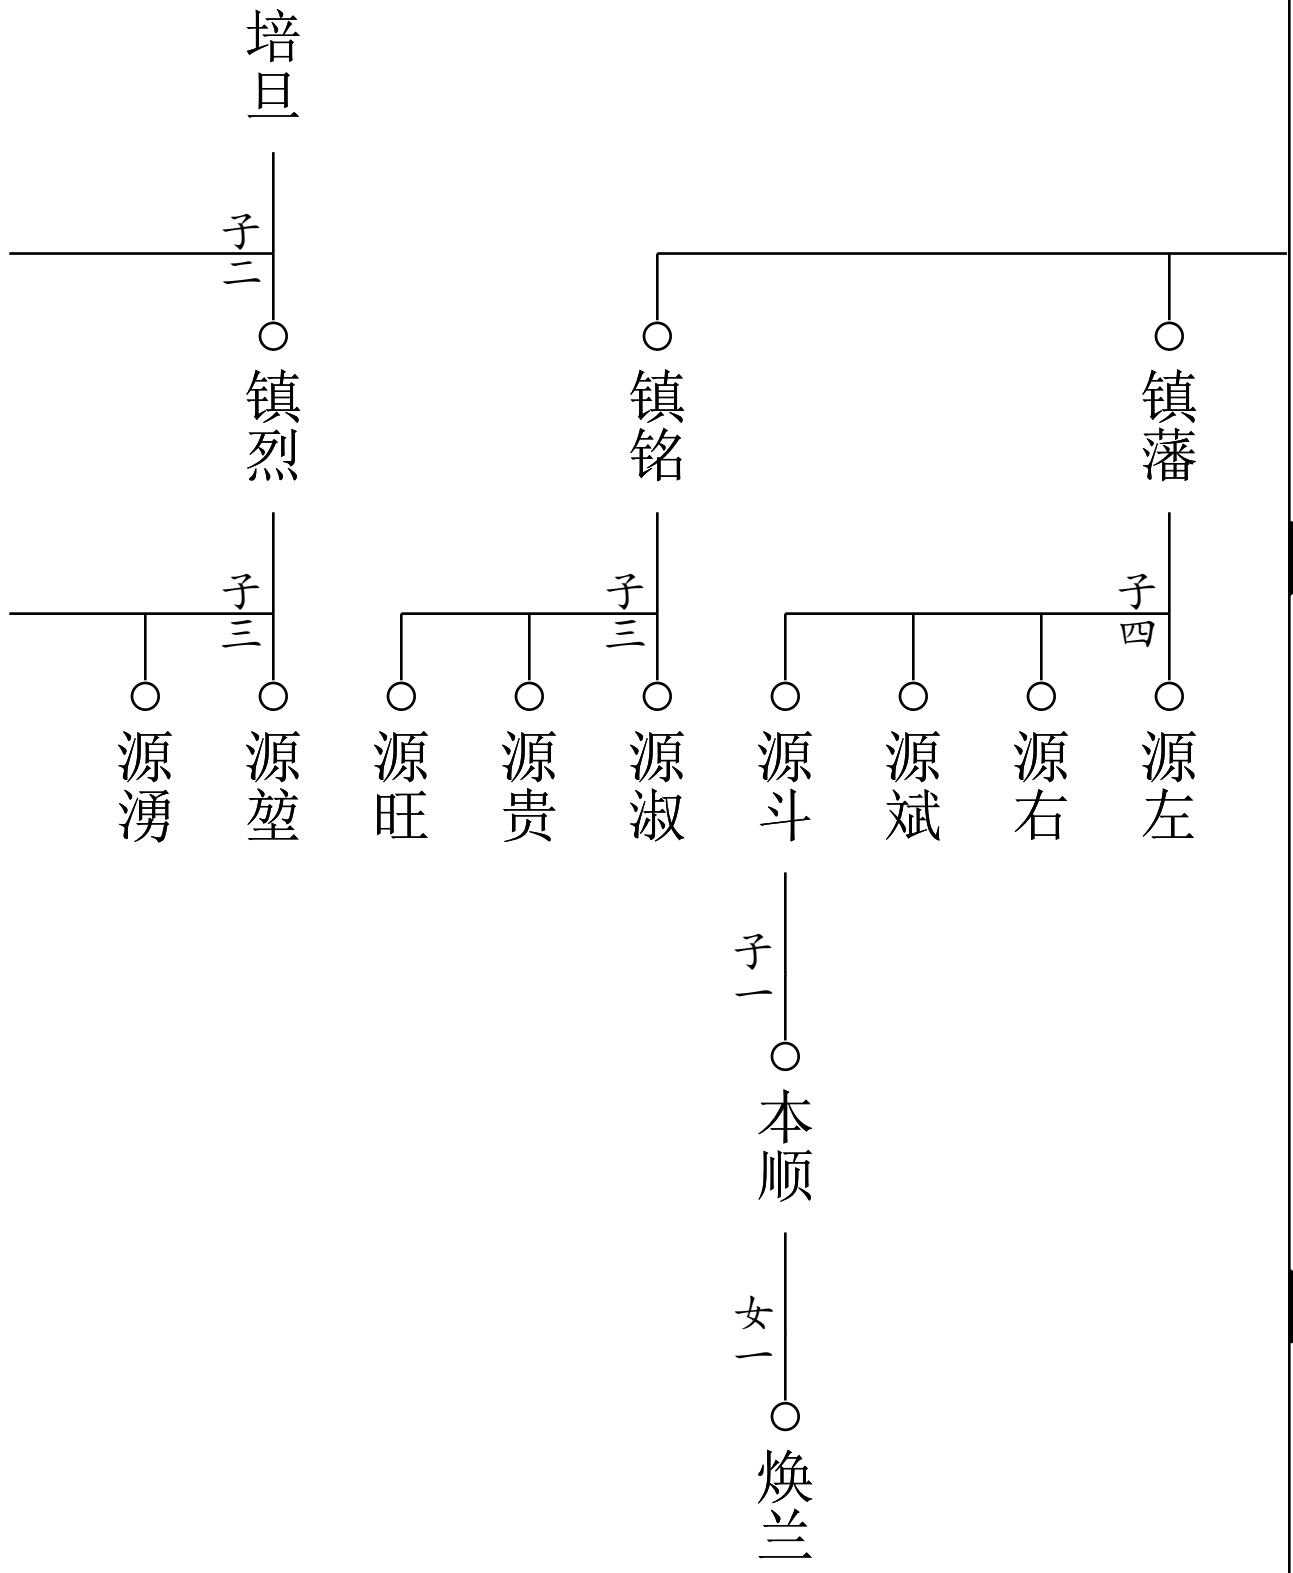 培旦
子二
镇藩
镇铭
镇烈
子四
子三
子三
源左
源右
源斌
源斗
源淑
源贵
源旺
源堃
源湧
子一
本顺
女一
焕兰